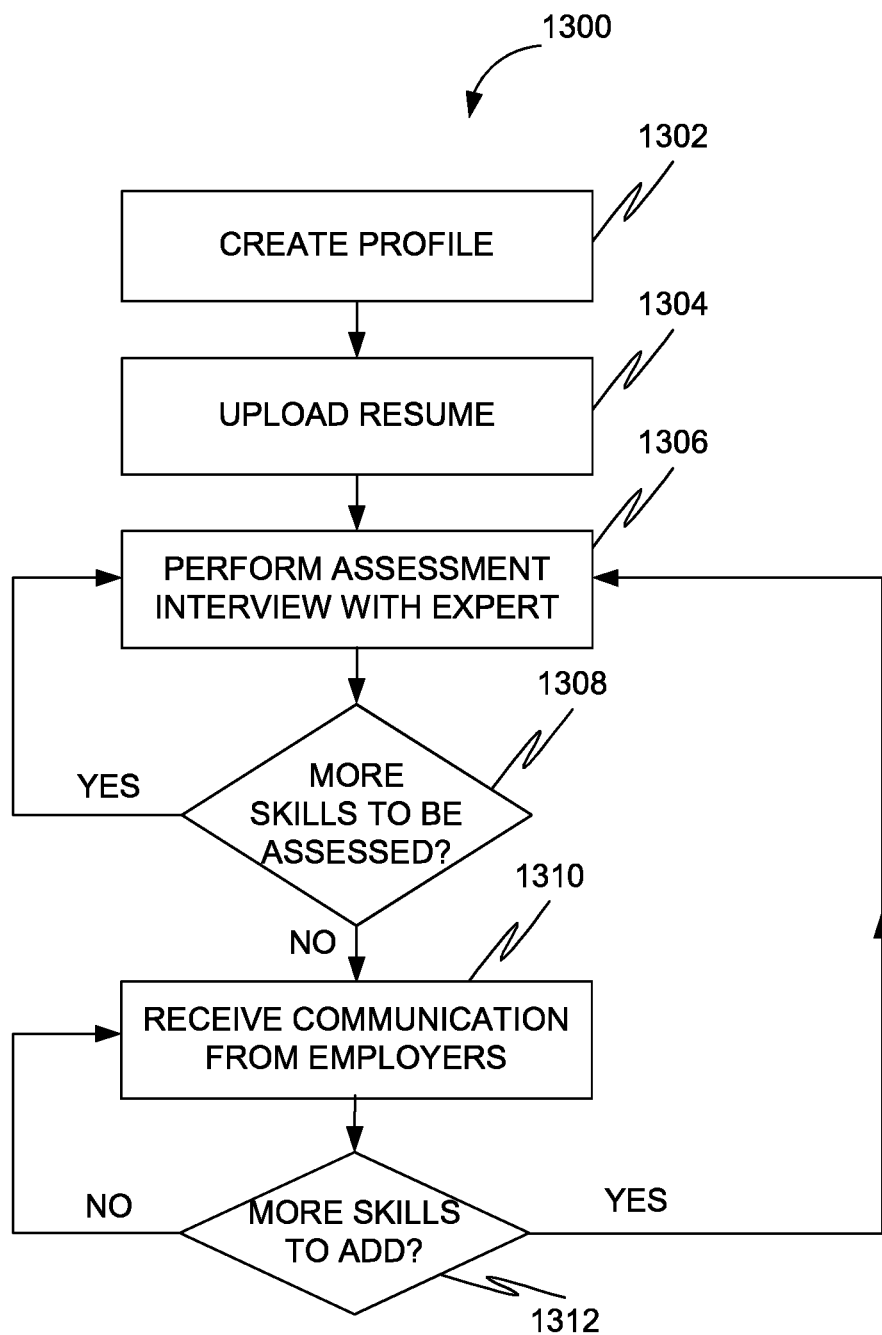 1300
1302
CREATE PROFILE
1304
UPLOAD RESUME
1306
PERFORM ASSESSMENT
INTERVIEW WITH EXPERT
1308
MORE
SKILLS TO BE
ASSESSED?
YES
1310
NO
RECEIVE COMMUNICATION
FROM EMPLOYERS
NO
MORE SKILLS
TO ADD?
YES
1312